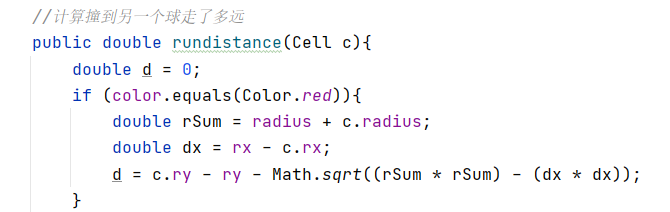 //计算撞到另一个球走了多远
public double rundistance(Cell c){
    double d = 0;
    if (color.equals(Color.red)){
        double rSum = radius + c.radius;
        double dx = rx - c.rx;
        d = c.ry - ry - Math.sqrt((rSum * rSum) - (dx * dx));
    }